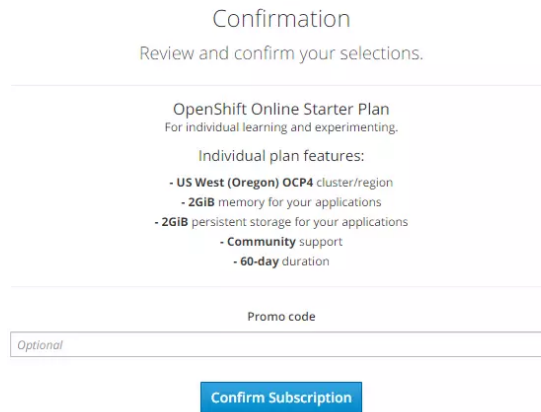 Confirmation
Review and confirm your selections.
OpenShift Online Starter Plan
For individual learning and experimenting.
Individual plan features:
- US West (Oregon) OCP4 cluster/region
- 2GiB memory for your applications
- 2GiB persistent storage for your applications
- Community support
- 60-day duration
Promo code
Optional
Confirm Subscription